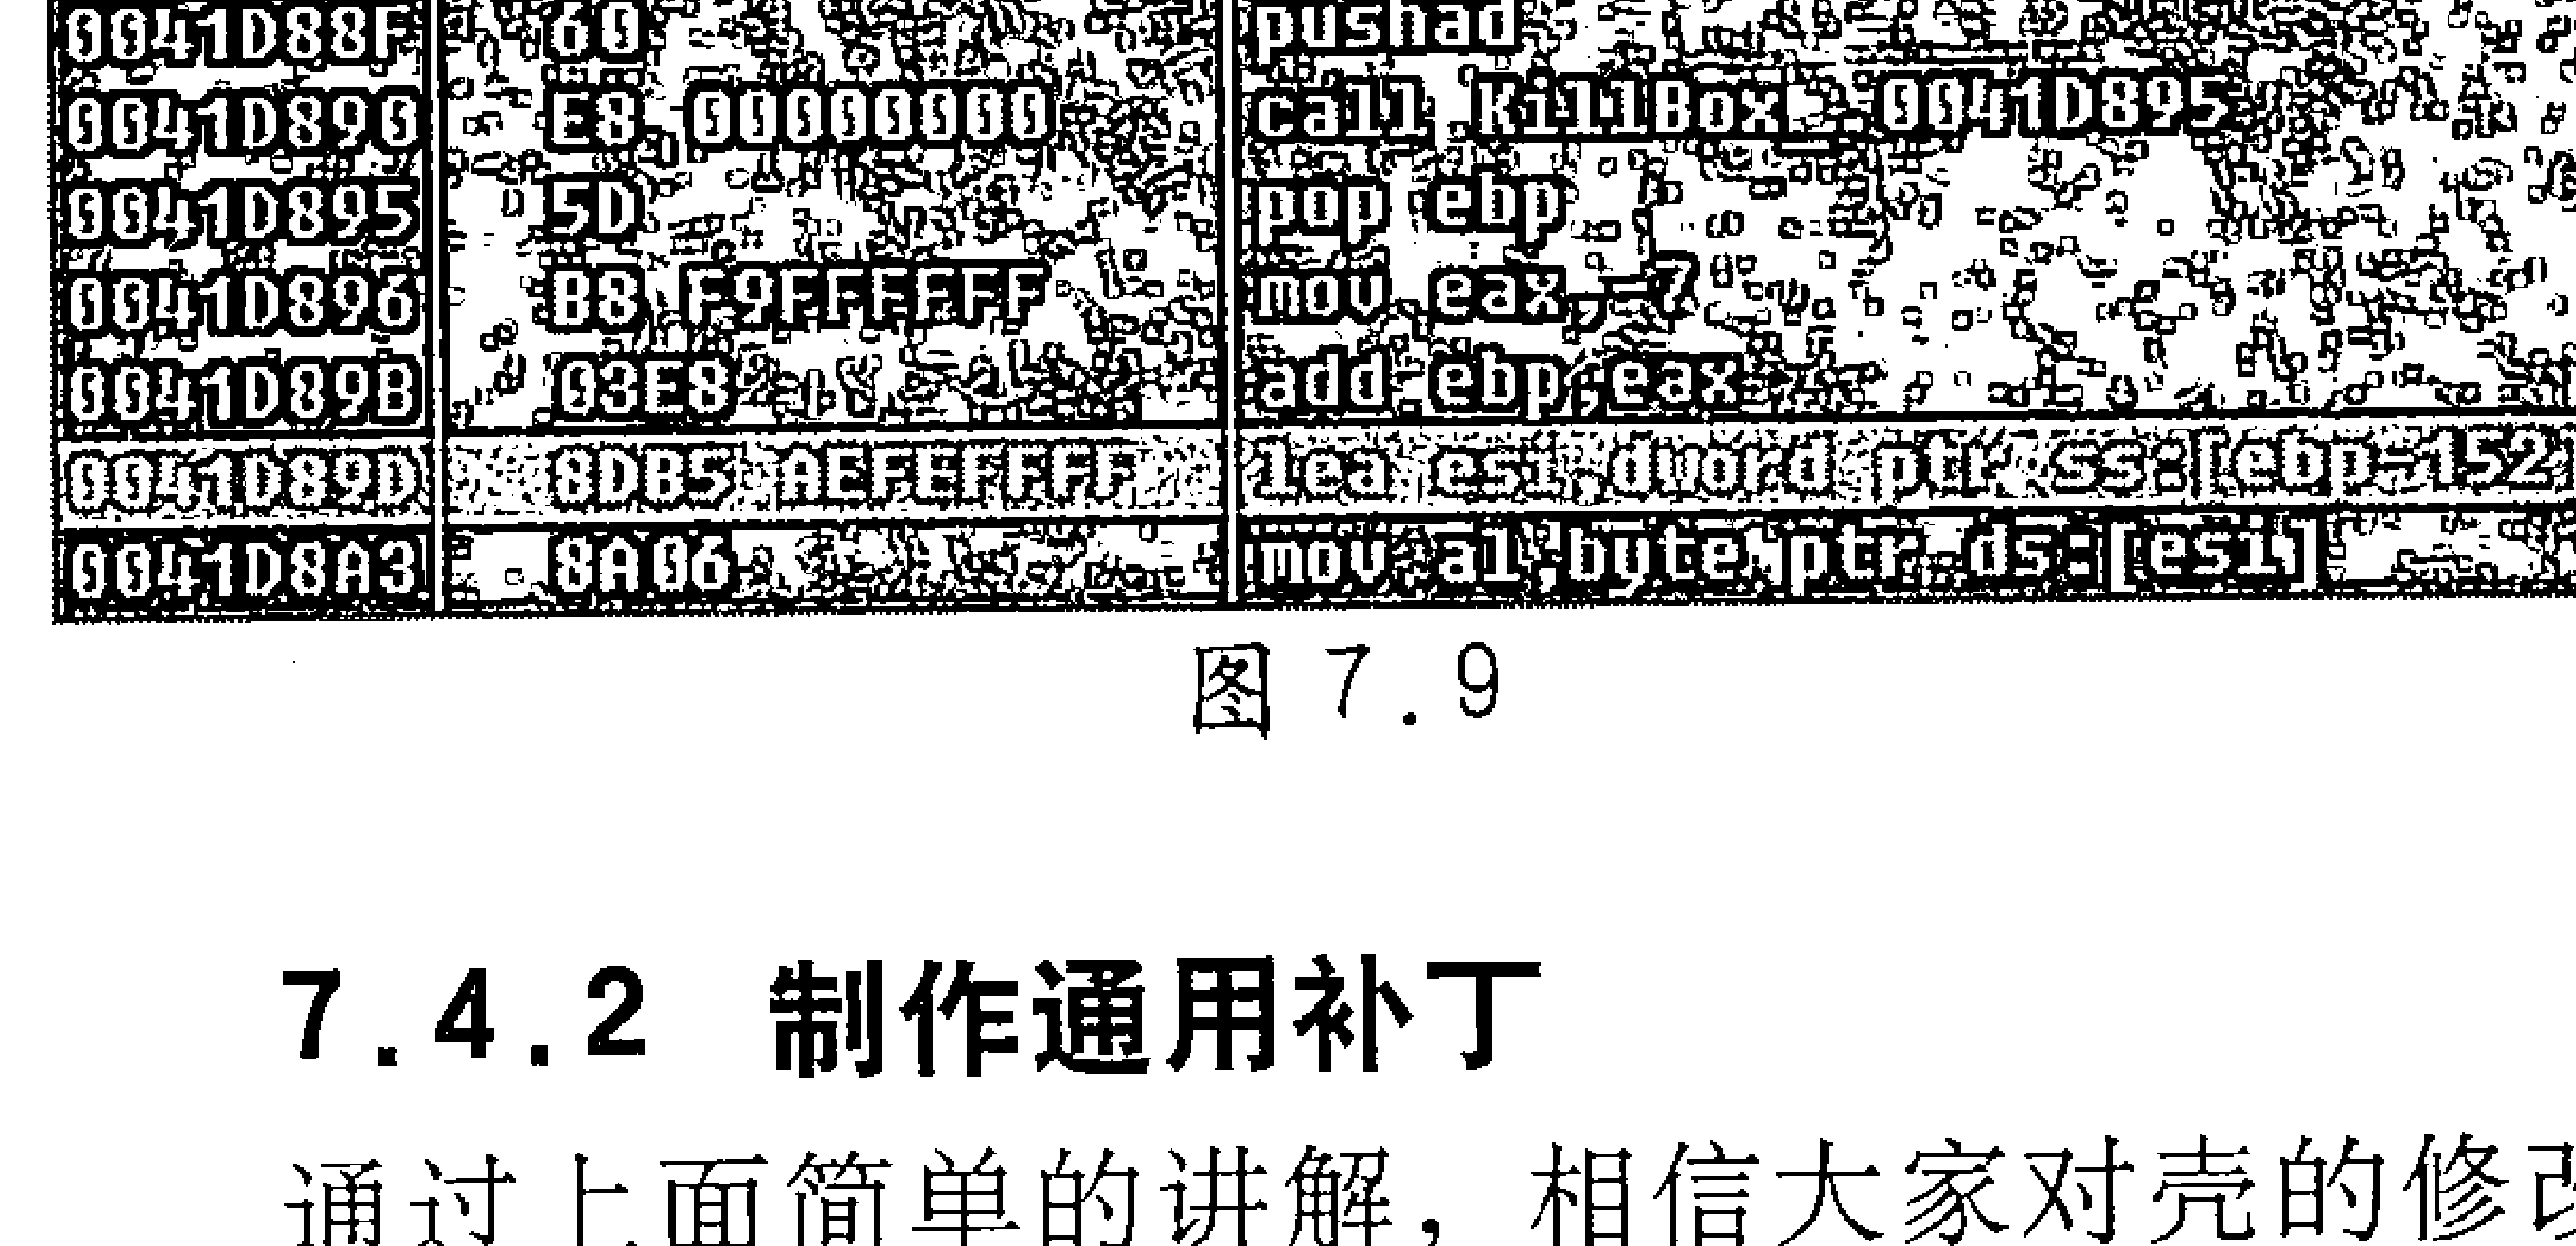 0041D88F 60 pushad
0041D890 E8 00000000 call KillBox_.0041D895
0041D895 5D pop ebp
0041D896 B8 F9FFFFFF mov eax,-7
0041D89B 03E8 add ebp,eax
0041D89D 8DB5 AEFEFFFF lea esi,dword ptr ss:[ebp-152]
0041D8A3 8A06 mov al,byte ptr ds:[esi]
图 7.9
7.4.2 制作通用补丁
通过上面简单的讲解，相信大家对壳的修改